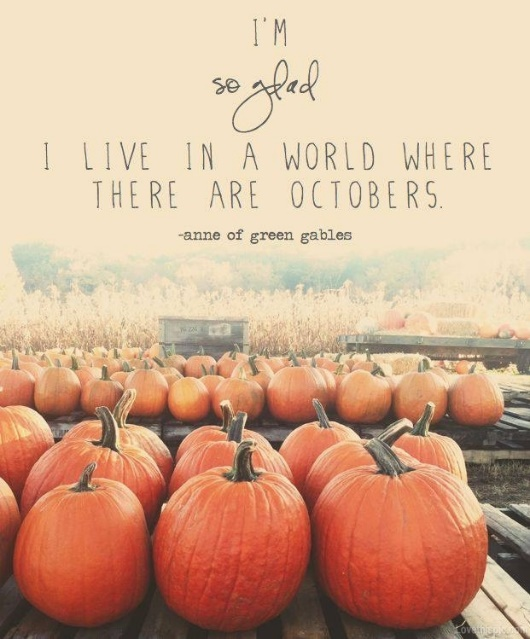 I'M
so glad
I LIVE IN A WORLD WHERE
THERE ARE OCTOBERS.
-anne of green gables